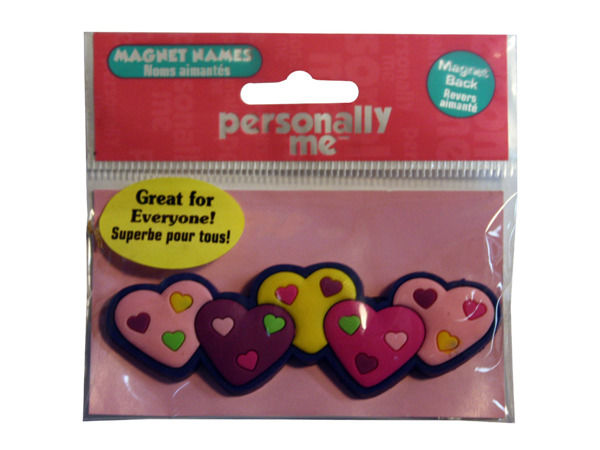 MAGNET NAMES
Noms aimantés
Magnet
Back
Revers
aimanté
personally
me
Great for
Everyone!
Superbe pour tous!